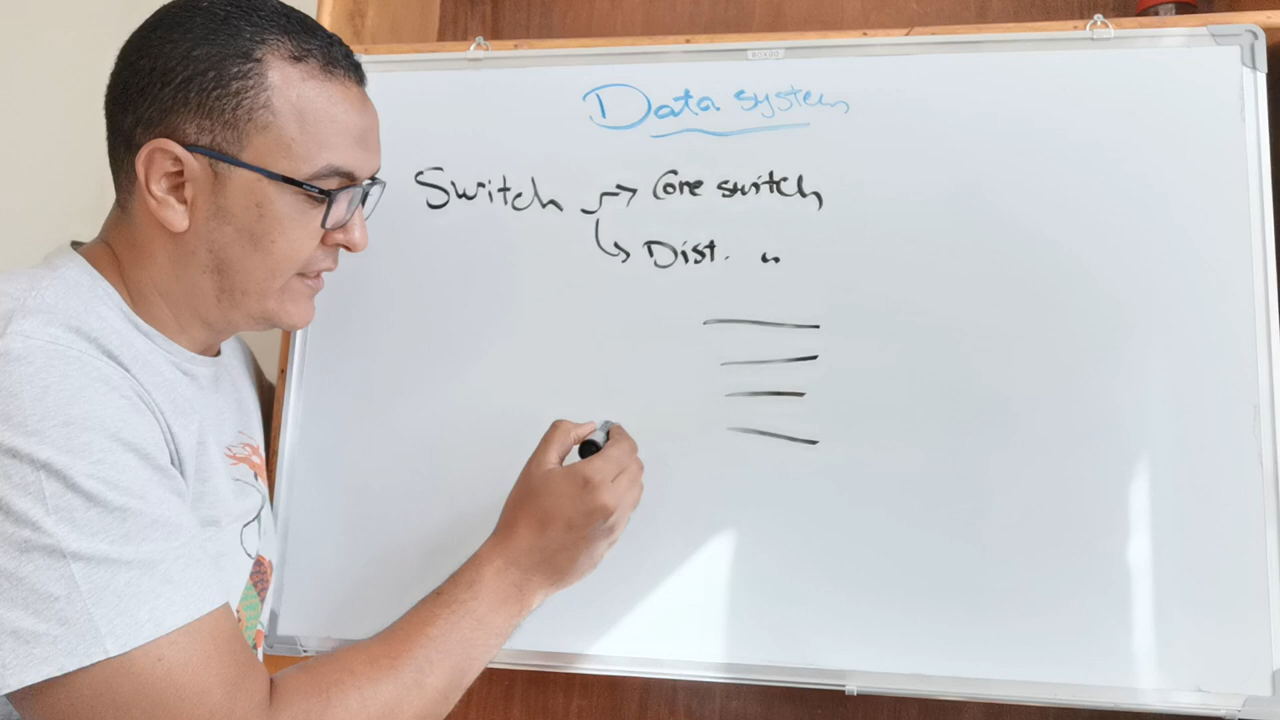 Data system
Switch → Core switch
↳ Dist. "